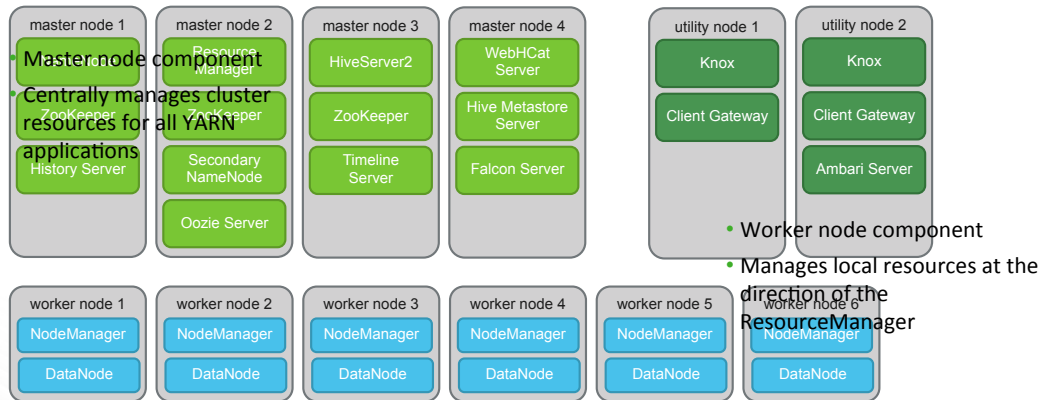 master node 1
NameNode
ZooKeeper
History Server
master node 2
Resource
Manager
ZooKeeper
Secondary
NameNode
Oozie Server
master node 3
HiveServer2
ZooKeeper
Timeline
Server
master node 4
WebHCat
Server
Hive Metastore
Server
Falcon Server
utility node 1
Knox
Client Gateway
utility node 2
Knox
Client Gateway
Ambari Server
• Master node component
• Centrally manages cluster
resources for all YARN
applications
• Worker node component
• Manages local resources at the
direction of the
ResourceManager
worker node 1
NodeManager
DataNode
worker node 2
NodeManager
DataNode
worker node 3
NodeManager
DataNode
worker node 4
NodeManager
DataNode
worker node 5
NodeManager
DataNode
worker node 6
NodeManager
DataNode